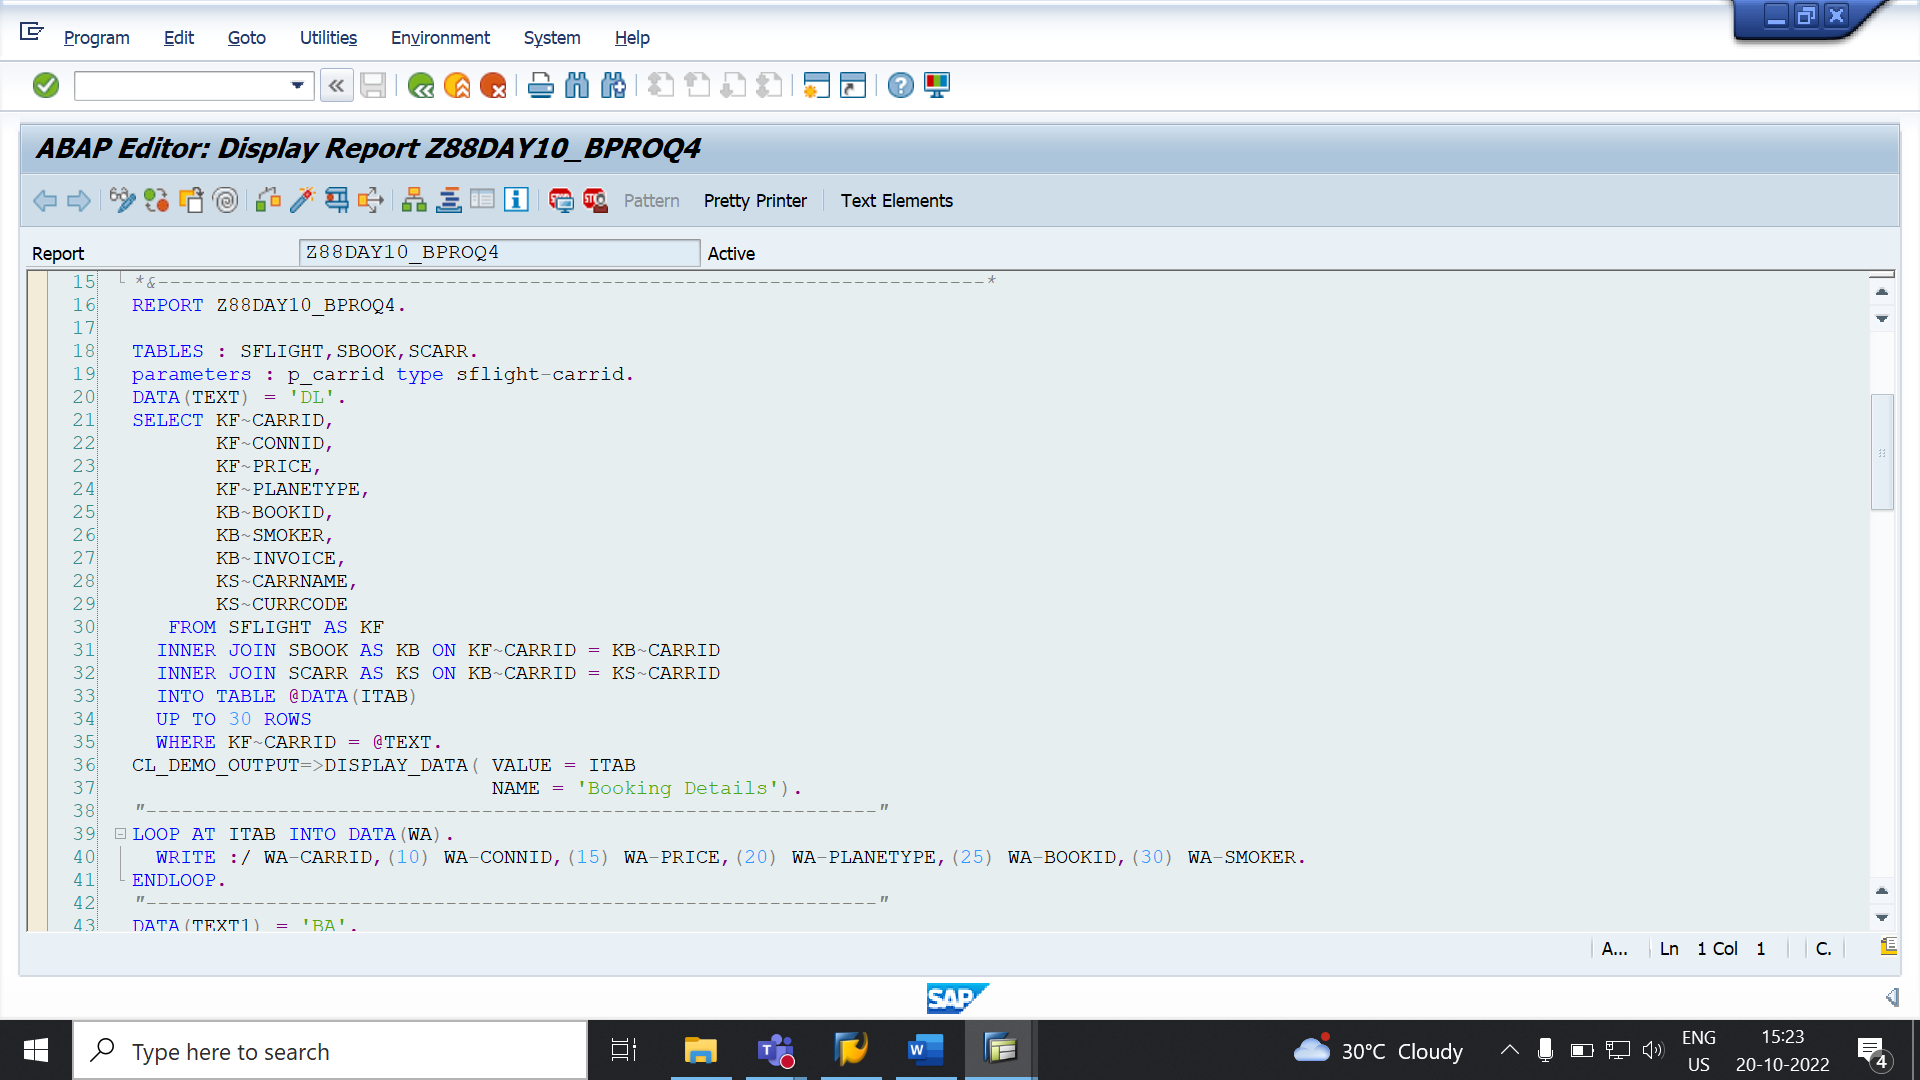 Program Edit Goto Utilities Environment System Help
ABAP Editor: Display Report Z88DAY10_BPROQ4
Pattern Pretty Printer Text Elements
Report Z88DAY10_BPROQ4 Active
15 *&---------------------------------------------------------------------*
16 REPORT Z88DAY10_BPROQ4.
17
18 TABLES : SFLIGHT,SBOOK,SCARR.
19 parameters : p_carrid type sflight-carrid.
20 DATA(TEXT) = 'DL'.
21 SELECT KF~CARRID,
22 KF~CONNID,
23 KF~PRICE,
24 KF~PLANETYPE,
25 KB~BOOKID,
26 KB~SMOKER,
27 KB~INVOICE,
28 KS~CARRNAME,
29 KS~CURRCODE
30 FROM SFLIGHT AS KF
31 INNER JOIN SBOOK AS KB ON KF~CARRID = KB~CARRID
32 INNER JOIN SCARR AS KS ON KB~CARRID = KS~CARRID
33 INTO TABLE @DATA(ITAB)
34 UP TO 30 ROWS
35 WHERE KF~CARRID = @TEXT.
36 CL_DEMO_OUTPUT=>DISPLAY_DATA( VALUE = ITAB
37 NAME = 'Booking Details').
38 "-------------------------------------------------------------"
39 LOOP AT ITAB INTO DATA(WA).
40 WRITE :/ WA-CARRID,(10) WA-CONNID,(15) WA-PRICE,(20) WA-PLANETYPE,(25) WA-BOOKID,(30) WA-SMOKER.
41 ENDLOOP.
42 "-------------------------------------------------------------"
43 DATA(TEXT1) = 'BA'.
A... Ln 1 Col 1 C.
SAP
Type here to search
30°C Cloudy
ENG
US
15:23
20-10-2022
4